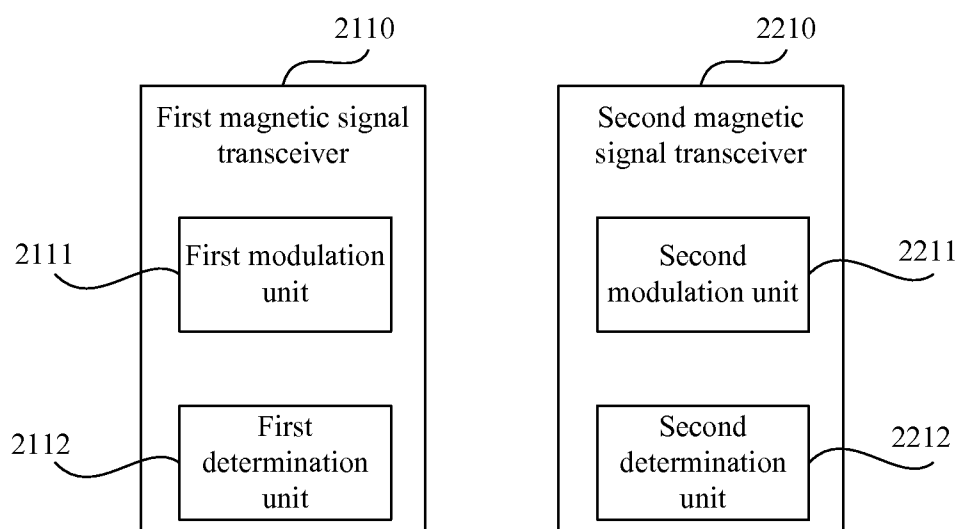 2110
2210
First magnetic signal
transceiver
Second magnetic
signal transceiver
2111
First modulation
unit
Second
modulation unit
2211
2112
First
determination
unit
Second
determination
unit
2212